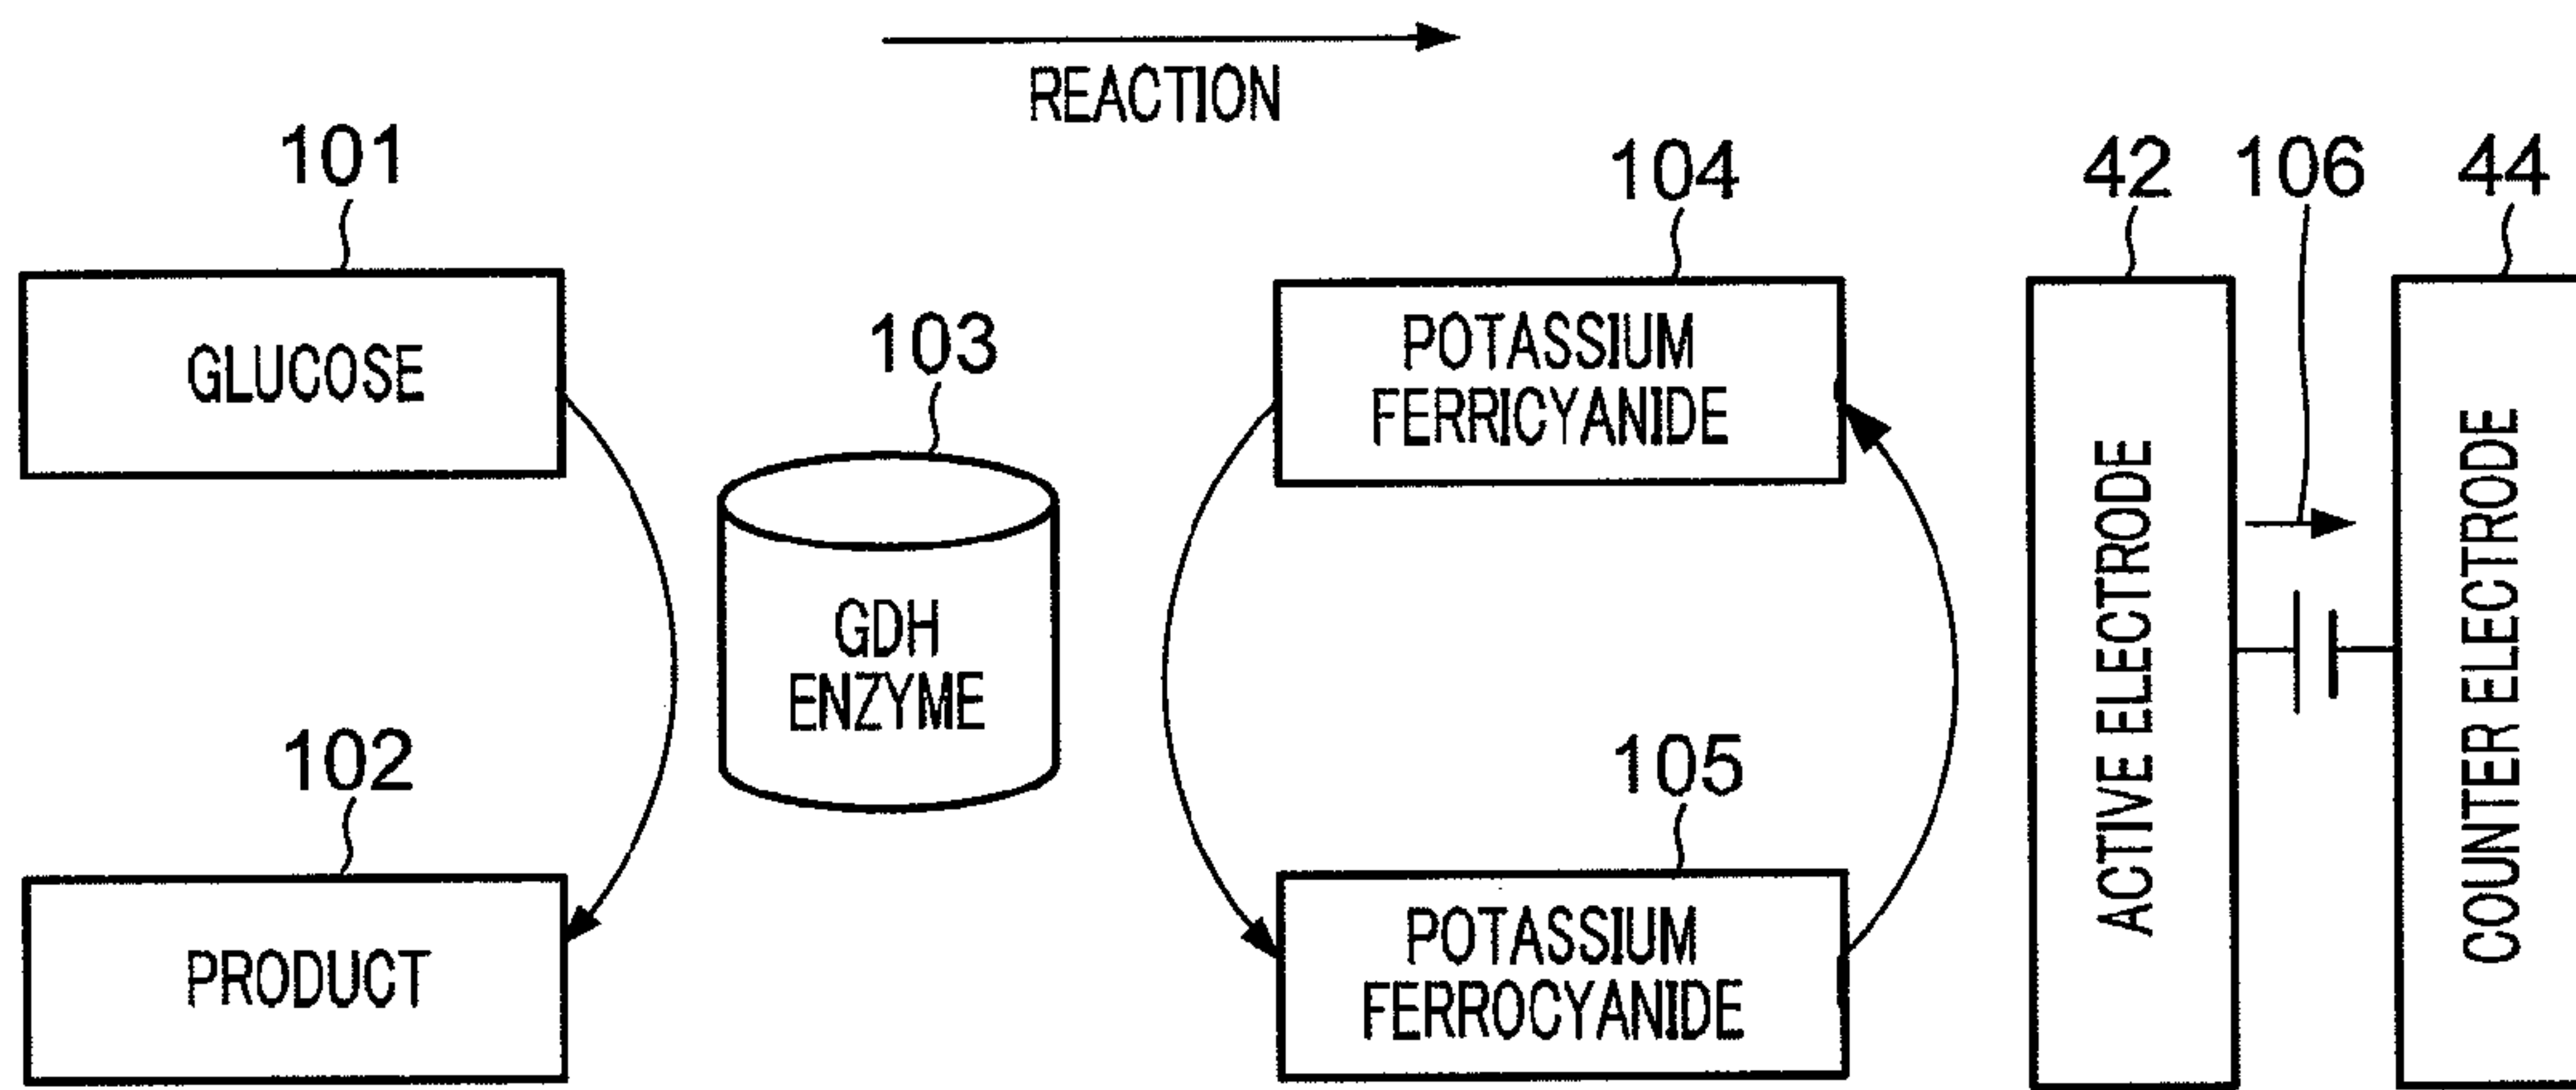 REACTION
101
GLUCOSE
102
PRODUCT
103
GDH
ENZYME
104
POTASSIUM
FERRICYANIDE
105
POTASSIUM
FERROCYANIDE
42
ACTIVE ELECTRODE
106
44
COUNTER ELECTRODE